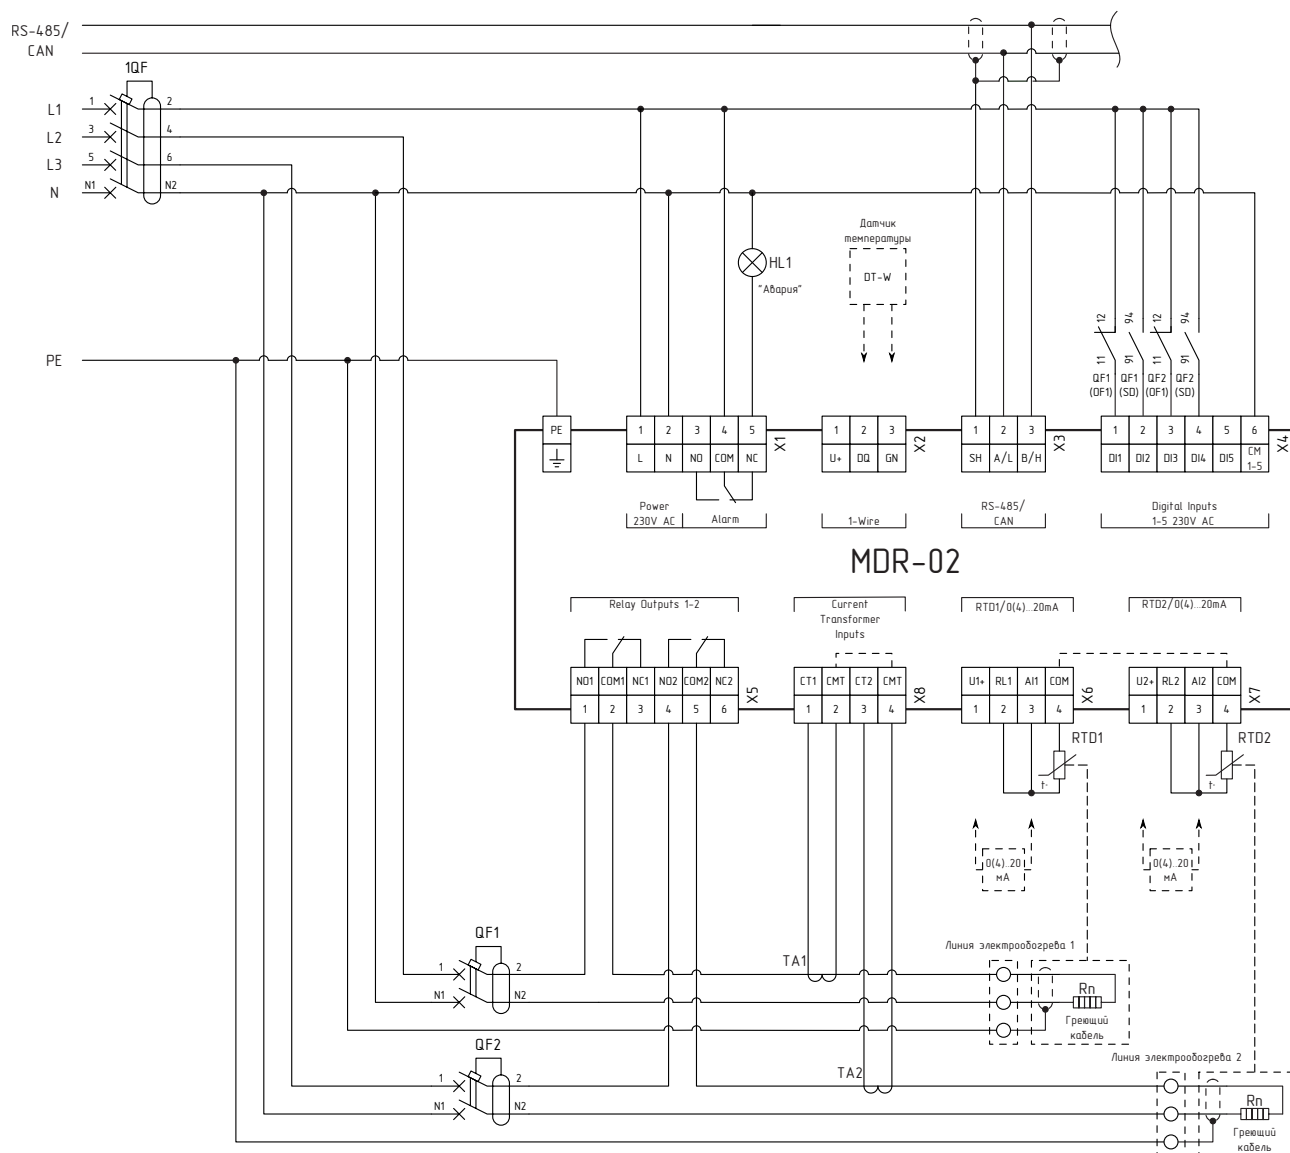 RS-485/
CAN
1QF
L1 1 2
L2 3 4
L3 5 6
N N1 N2
HL1
"Авария"
Датчик
температуры
DT-W
12 94 12 94
11 91 11 91
QF1 QF1 QF2 QF2
(OF1) (SD) (OF1) (SD)
PE
PE
1 2 3 4 5
L N NO COM NC
X1
Power
230V AC
Alarm
1 2 3
U+ DQ GN
X2
1-Wire
1 2 3
SH A/L B/H
X3
RS-485/
CAN
1 2 3 4 5 6
DI1 DI2 DI3 DI4 DI5 CM
1-5
X4
Digital Inputs
1-5 230V AC
MDR-02
Relay Outputs 1-2
NO1 COM1 NC1 NO2 COM2 NC2
1 2 3 4 5 6
X5
Current
Transformer
Inputs
CT1 CMT CT2 CMT
1 2 3 4
X8
RTD1/0(4)...20mA
U1+ RL1 AI1 COM
1 2 3 4
X6
RTD2/0(4)...20mA
U2+ RL2 AI2 COM
1 2 3 4
X7
RTD1
t°
RTD2
t°
0(4)..20
мА
0(4)..20
мА
QF1
1 2
N1 N2
TA1
Линия электрообогрева 1
Rn
Греющий
кабель
QF2
1 2
N1 N2
TA2
Линия электрообогрева 2
Rn
Греющий
кабель